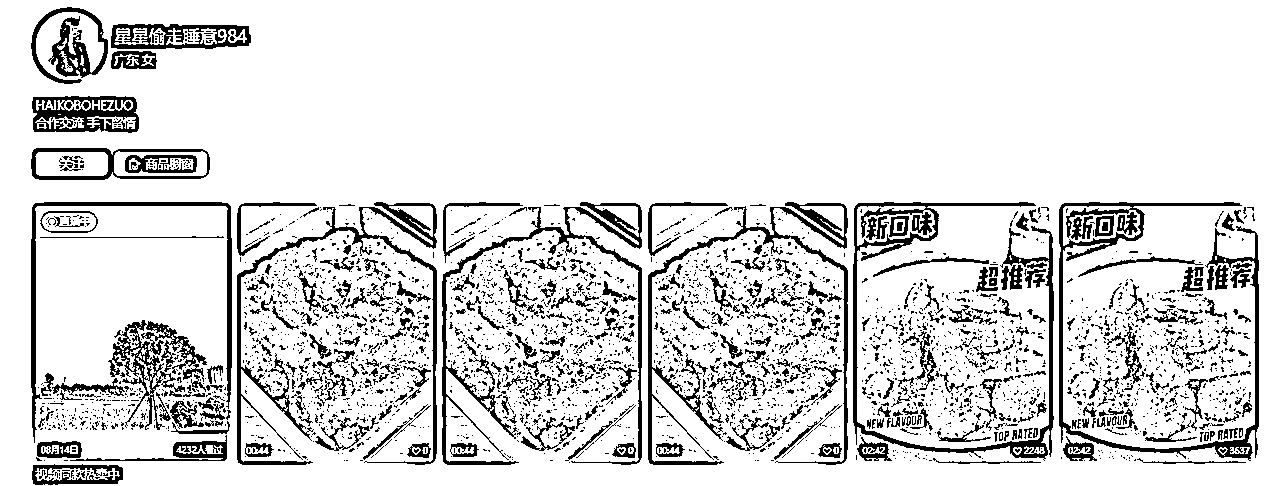 星星偷走睡意984
广东 女
HAIKOBOHEZUO
合作交流 手下留情
关注
商品橱窗
直播中
08月14日
4232人看过
视频同款热卖中
00:44
0
00:44
0
00:44
0
新口味
超推荐
NEW FLAVOUR
TOP RATED
02:42
2248
新口味
超推荐
NEW FLAVOUR
TOP RATED
02:42
3637